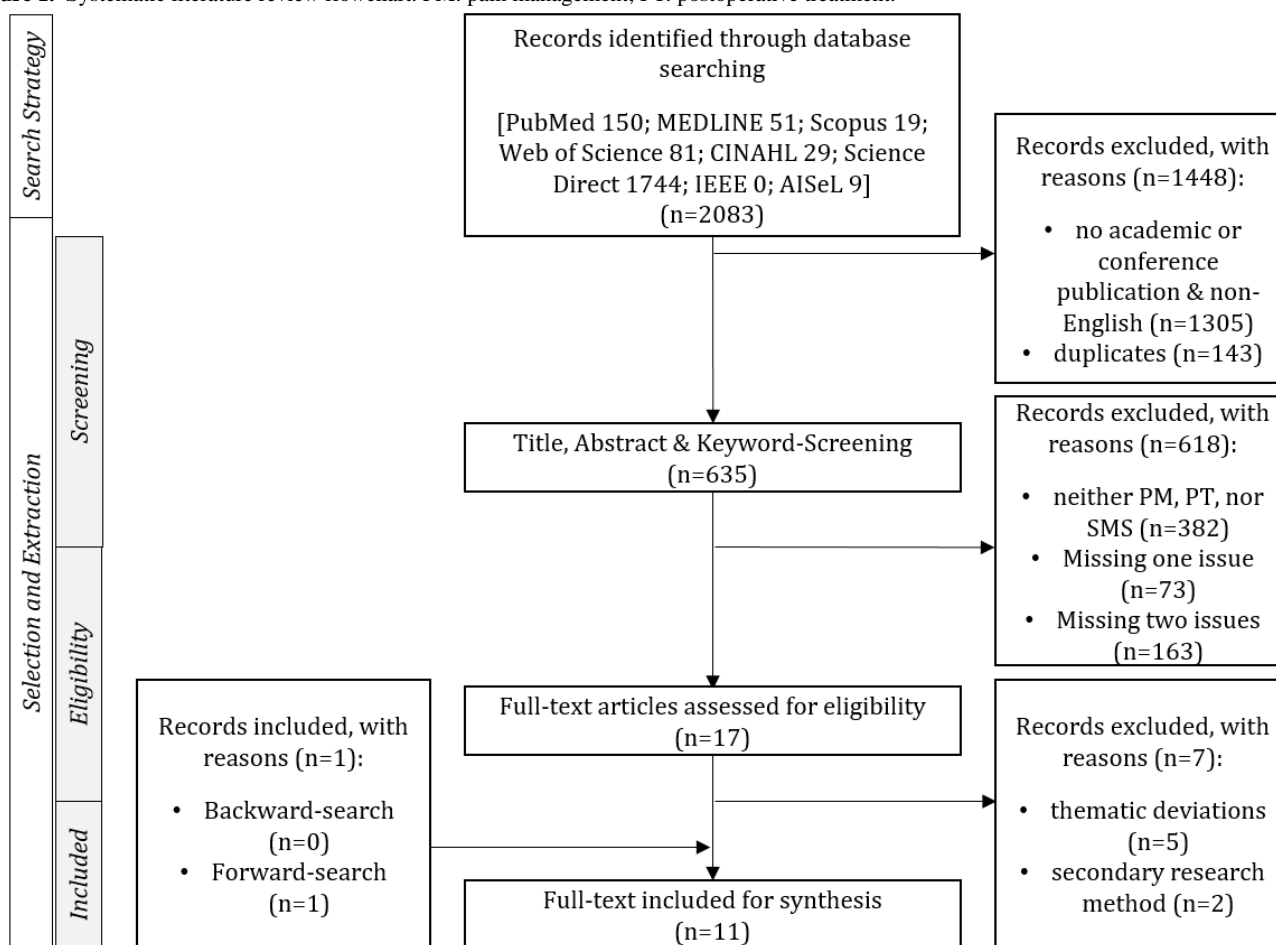 Search Strategy
Selection and Extraction
Screening
Eligibility
Included
Records identified through database
searching
[PubMed 150; MEDLINE 51; Scopus 19;
Web of Science 81; CINAHL 29; Science
Direct 1744; IEEE 0; AISeL 9]
(n=2083)
Records excluded, with
reasons (n=1448):
• no academic or
conference
publication & non-
English (n=1305)
• duplicates (n=143)
Title, Abstract & Keyword-Screening
(n=635)
Records excluded, with
reasons (n=618):
• neither PM, PT, nor
SMS (n=382)
• Missing one issue
(n=73)
• Missing two issues
(n=163)
Full-text articles assessed for eligibility
(n=17)
Records excluded, with
reasons (n=7):
• thematic deviations
(n=5)
• secondary research
method (n=2)
Records included, with
reasons (n=1):
• Backward-search
(n=0)
• Forward-search
(n=1)
Full-text included for synthesis
(n=11)